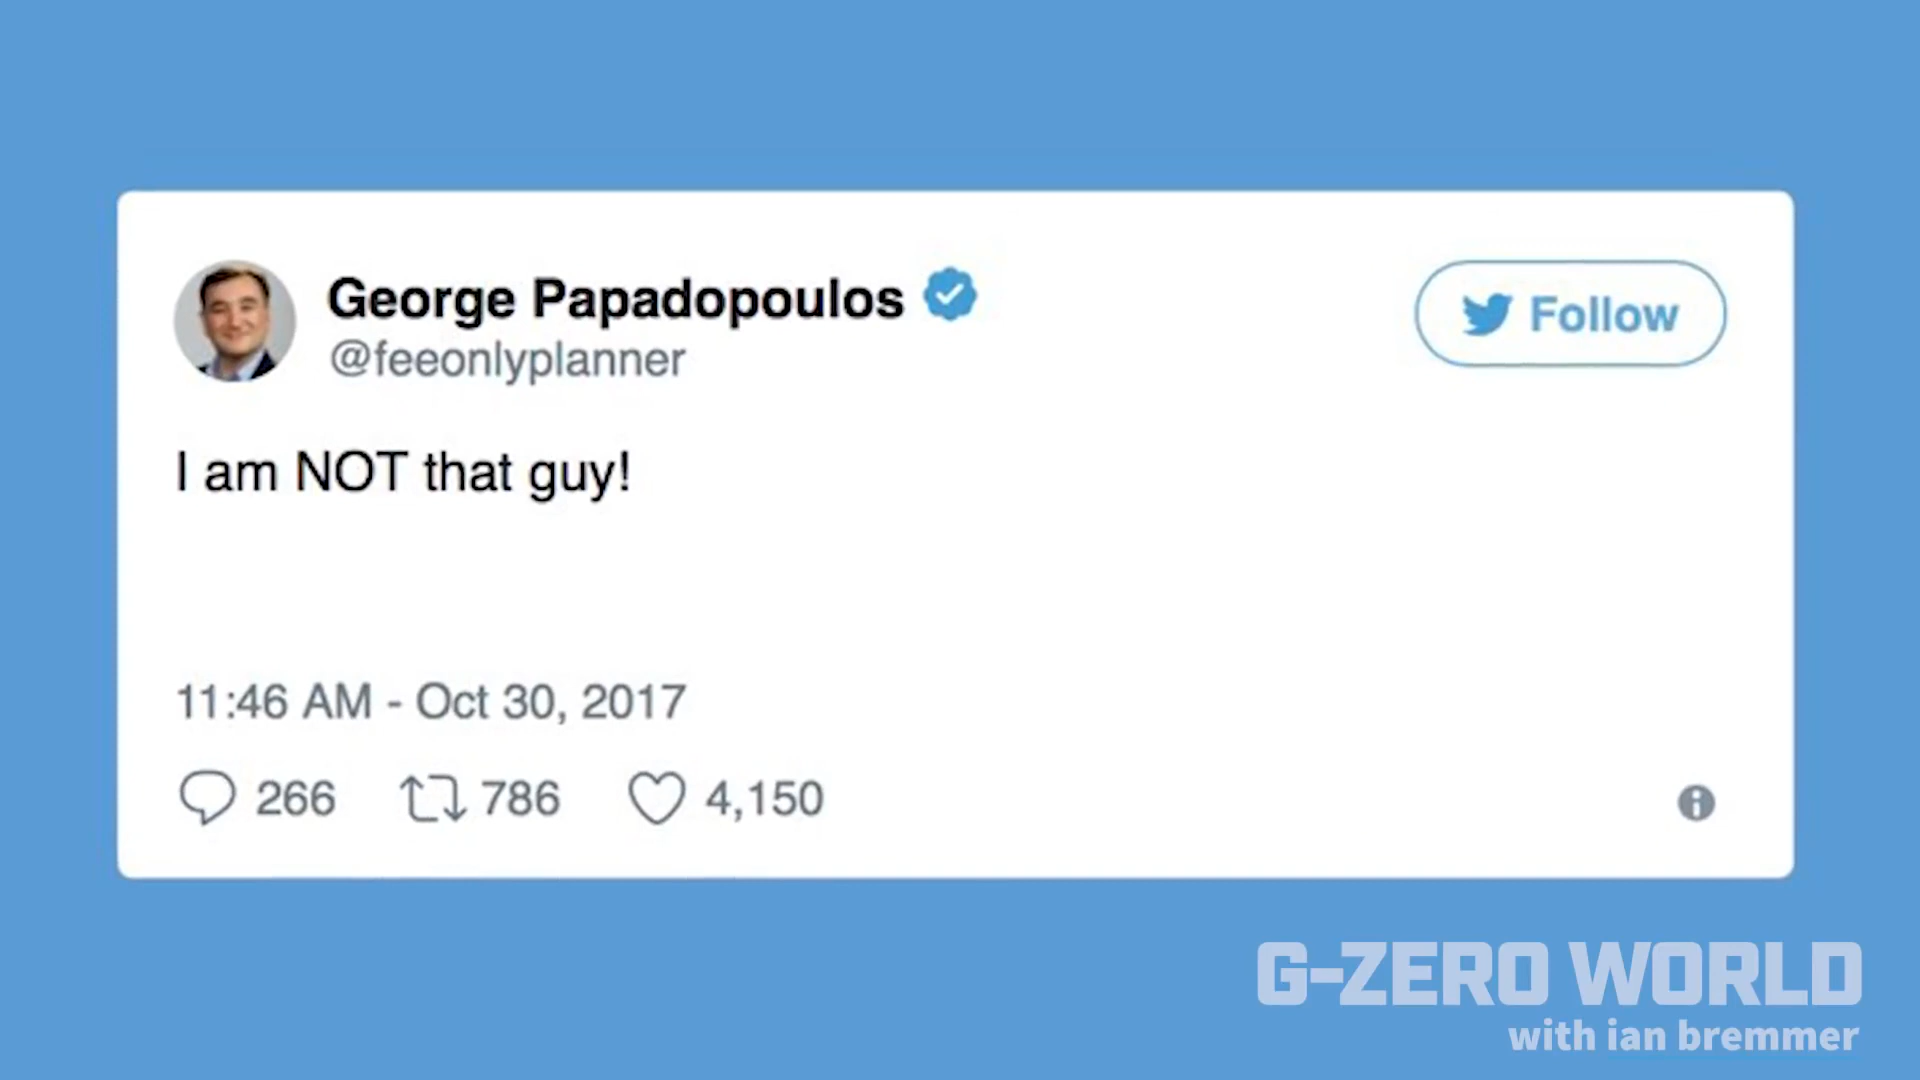 George Papadopoulos
@feeonlyplanner
Follow
I am NOT that guy!
11:46 AM - Oct 30, 2017
266 786 4,150
G-ZERO WORLD
with ian bremmer